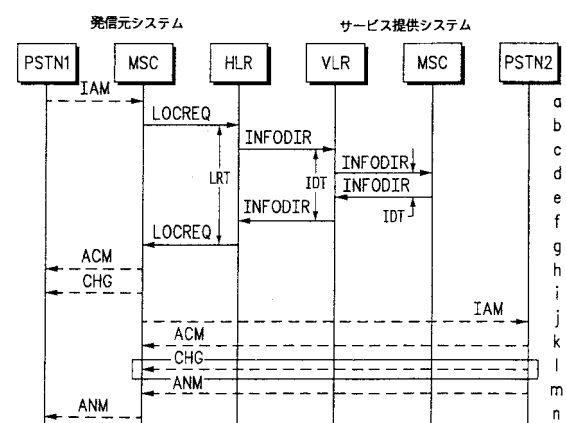 発信元システム サービス提供システム
PSTN1 MSC HLR VLR MSC PSTN2
IAM a
LOCREQ b
INFODIR c
INFODIR d
LRT IDT INFODIR e
INFODIR IDT f
LOCREQ g
ACM h
CHG i
IAM j
ACM k
CHG l
ANM m
ANM n